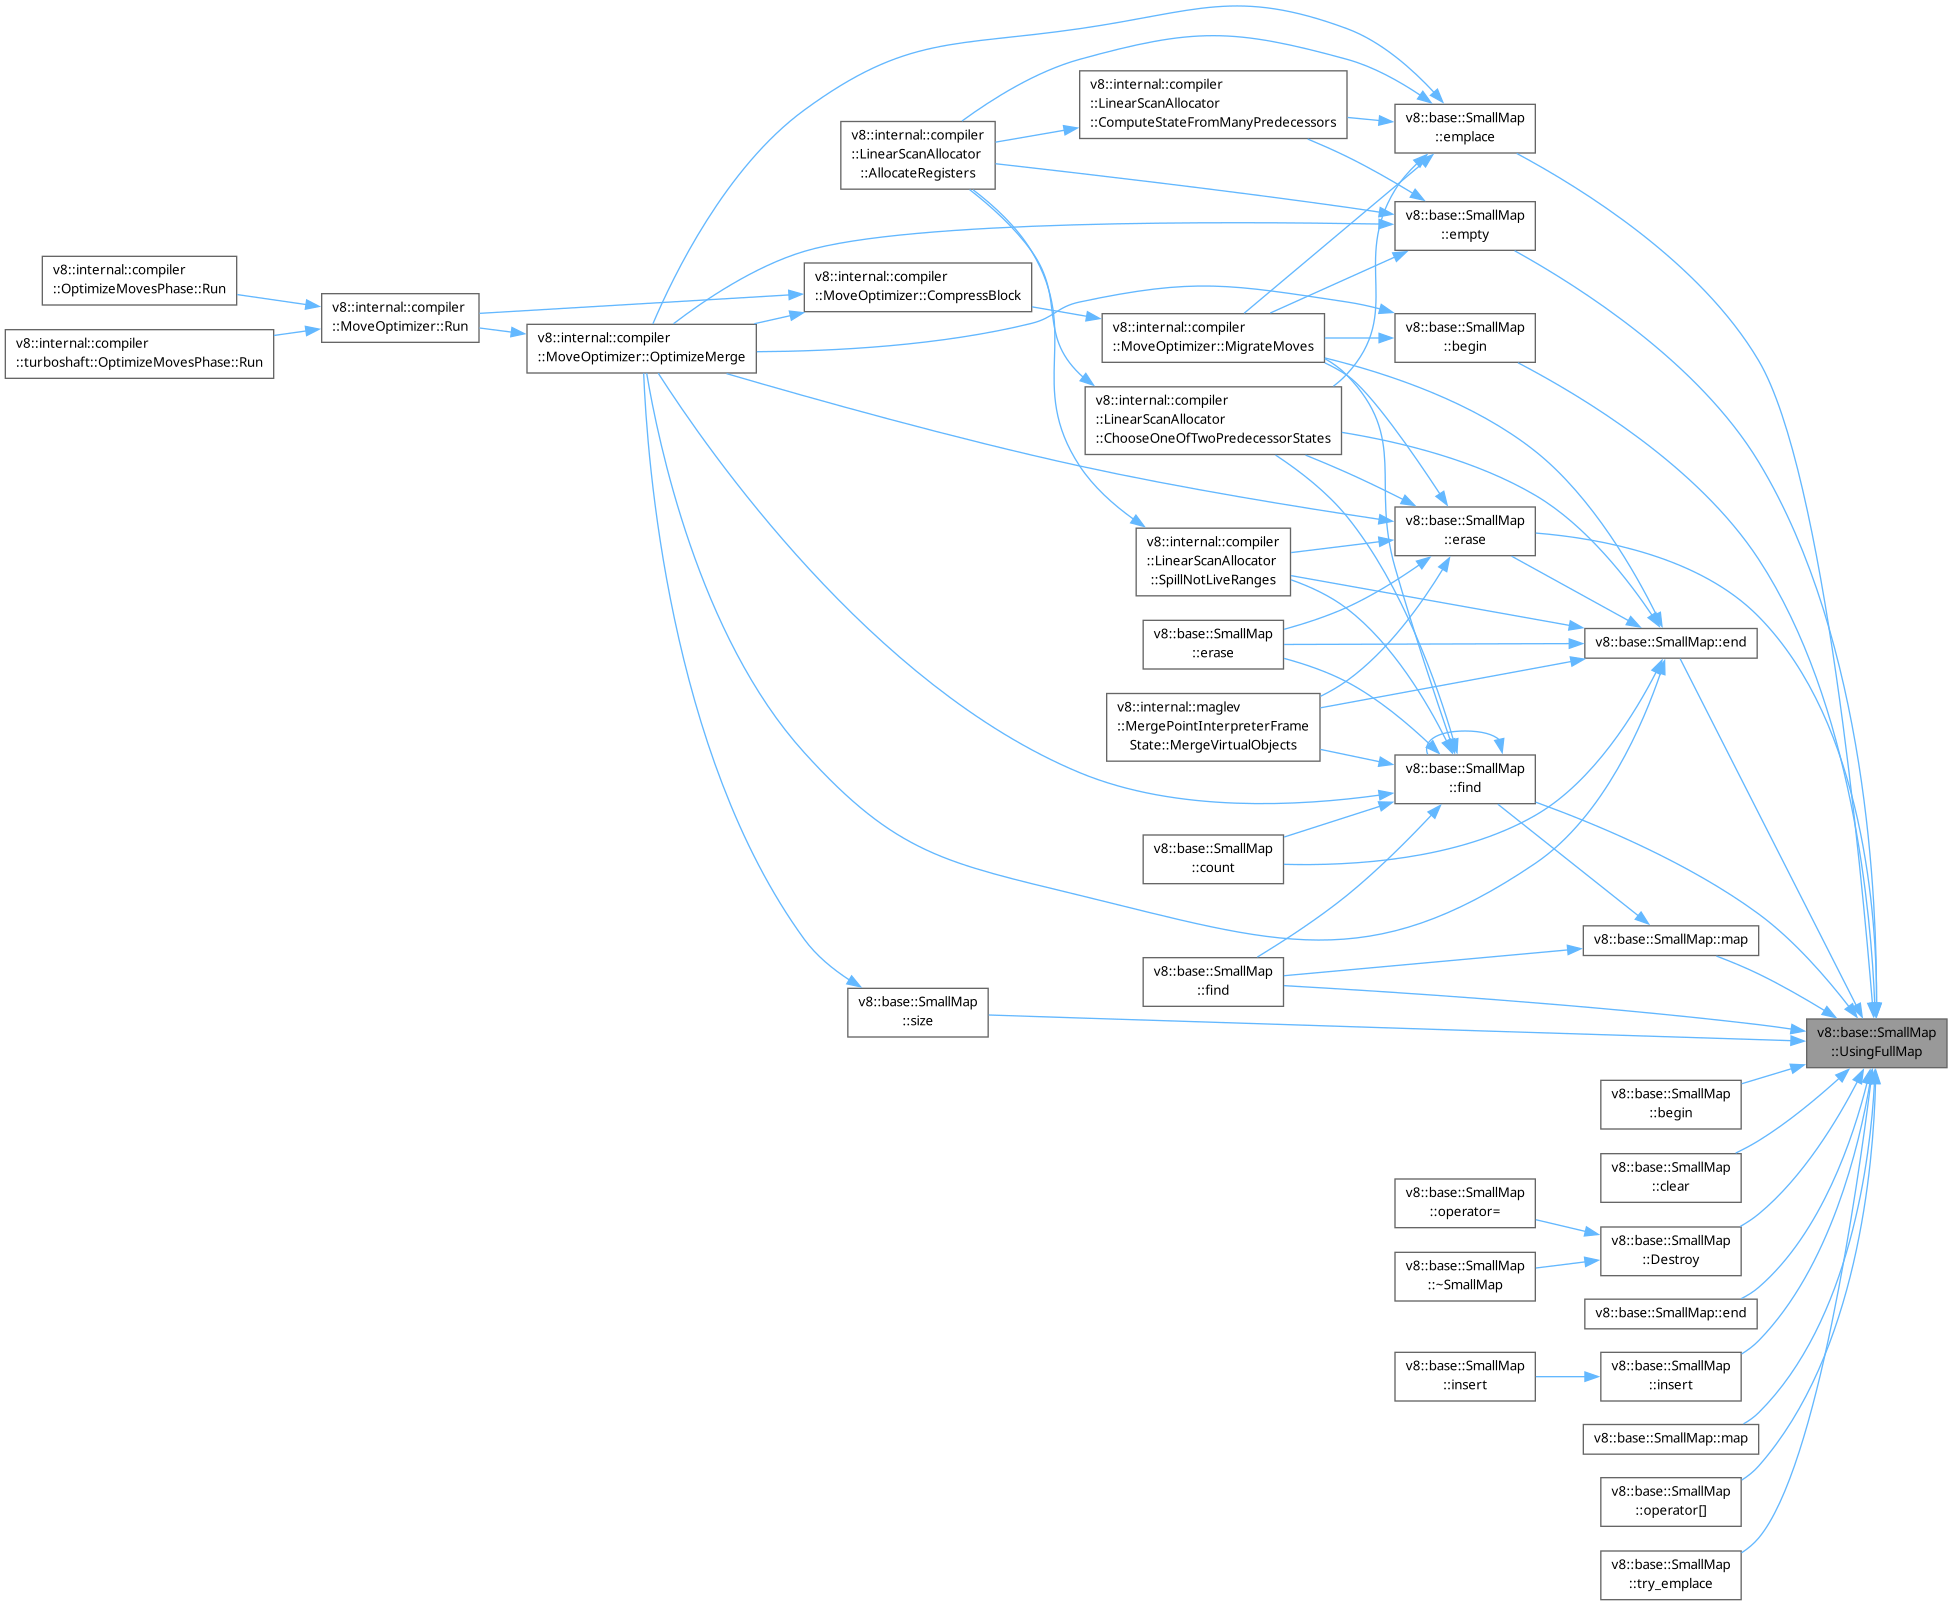 v8::internal::compiler
::OptimizeMovesPhase::Run
v8::internal::compiler
::turboshaft::OptimizeMovesPhase::Run
v8::internal::compiler
::MoveOptimizer::Run
v8::internal::compiler
::MoveOptimizer::OptimizeMerge
v8::internal::compiler
::LinearScanAllocator
::AllocateRegisters
v8::internal::compiler
::MoveOptimizer::CompressBlock
v8::base::SmallMap
::size
v8::internal::compiler
::LinearScanAllocator
::ComputeStateFromManyPredecessors
v8::internal::compiler
::MoveOptimizer::MigrateMoves
v8::internal::compiler
::LinearScanAllocator
::ChooseOneOfTwoPredecessorStates
v8::internal::compiler
::LinearScanAllocator
::SpillNotLiveRanges
v8::base::SmallMap
::erase
v8::internal::maglev
::MergePointInterpreterFrame
State::MergeVirtualObjects
v8::base::SmallMap
::count
v8::base::SmallMap
::find
v8::base::SmallMap
::emplace
v8::base::SmallMap
::empty
v8::base::SmallMap
::begin
v8::base::SmallMap
::erase
v8::base::SmallMap
::find
v8::base::SmallMap
::operator=
v8::base::SmallMap
::~SmallMap
v8::base::SmallMap
::insert
v8::base::SmallMap::end
v8::base::SmallMap::map
v8::base::SmallMap
::begin
v8::base::SmallMap
::clear
v8::base::SmallMap
::Destroy
v8::base::SmallMap::end
v8::base::SmallMap
::insert
v8::base::SmallMap::map
v8::base::SmallMap
::operator[]
v8::base::SmallMap
::try_emplace
v8::base::SmallMap
::UsingFullMap